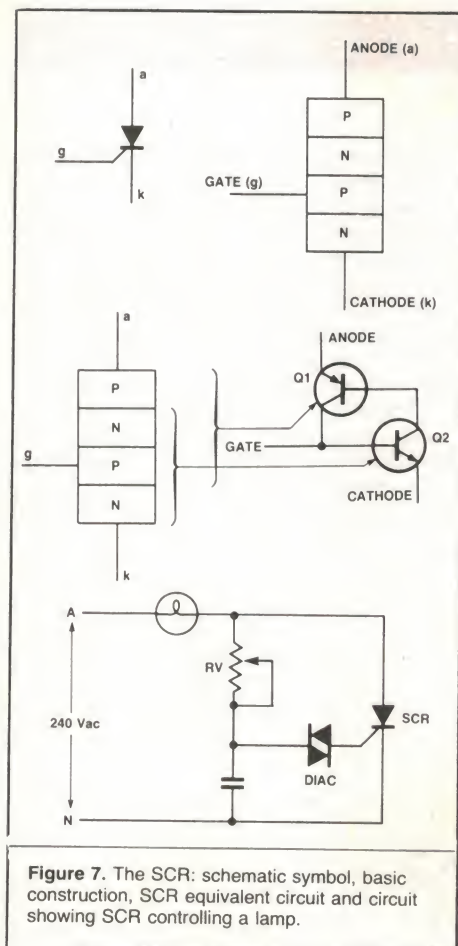 a
g
k
ANODE (a)
P
N
P
N
GATE (g)
CATHODE (k)
a
P
N
P
N
g
k
ANODE
Q1
GATE
Q2
CATHODE
A
RV
SCR
240 Vac
DIAC
N
Figure 7. The SCR: schematic symbol, basic
construction, SCR equivalent circuit and circuit
showing SCR controlling a lamp.